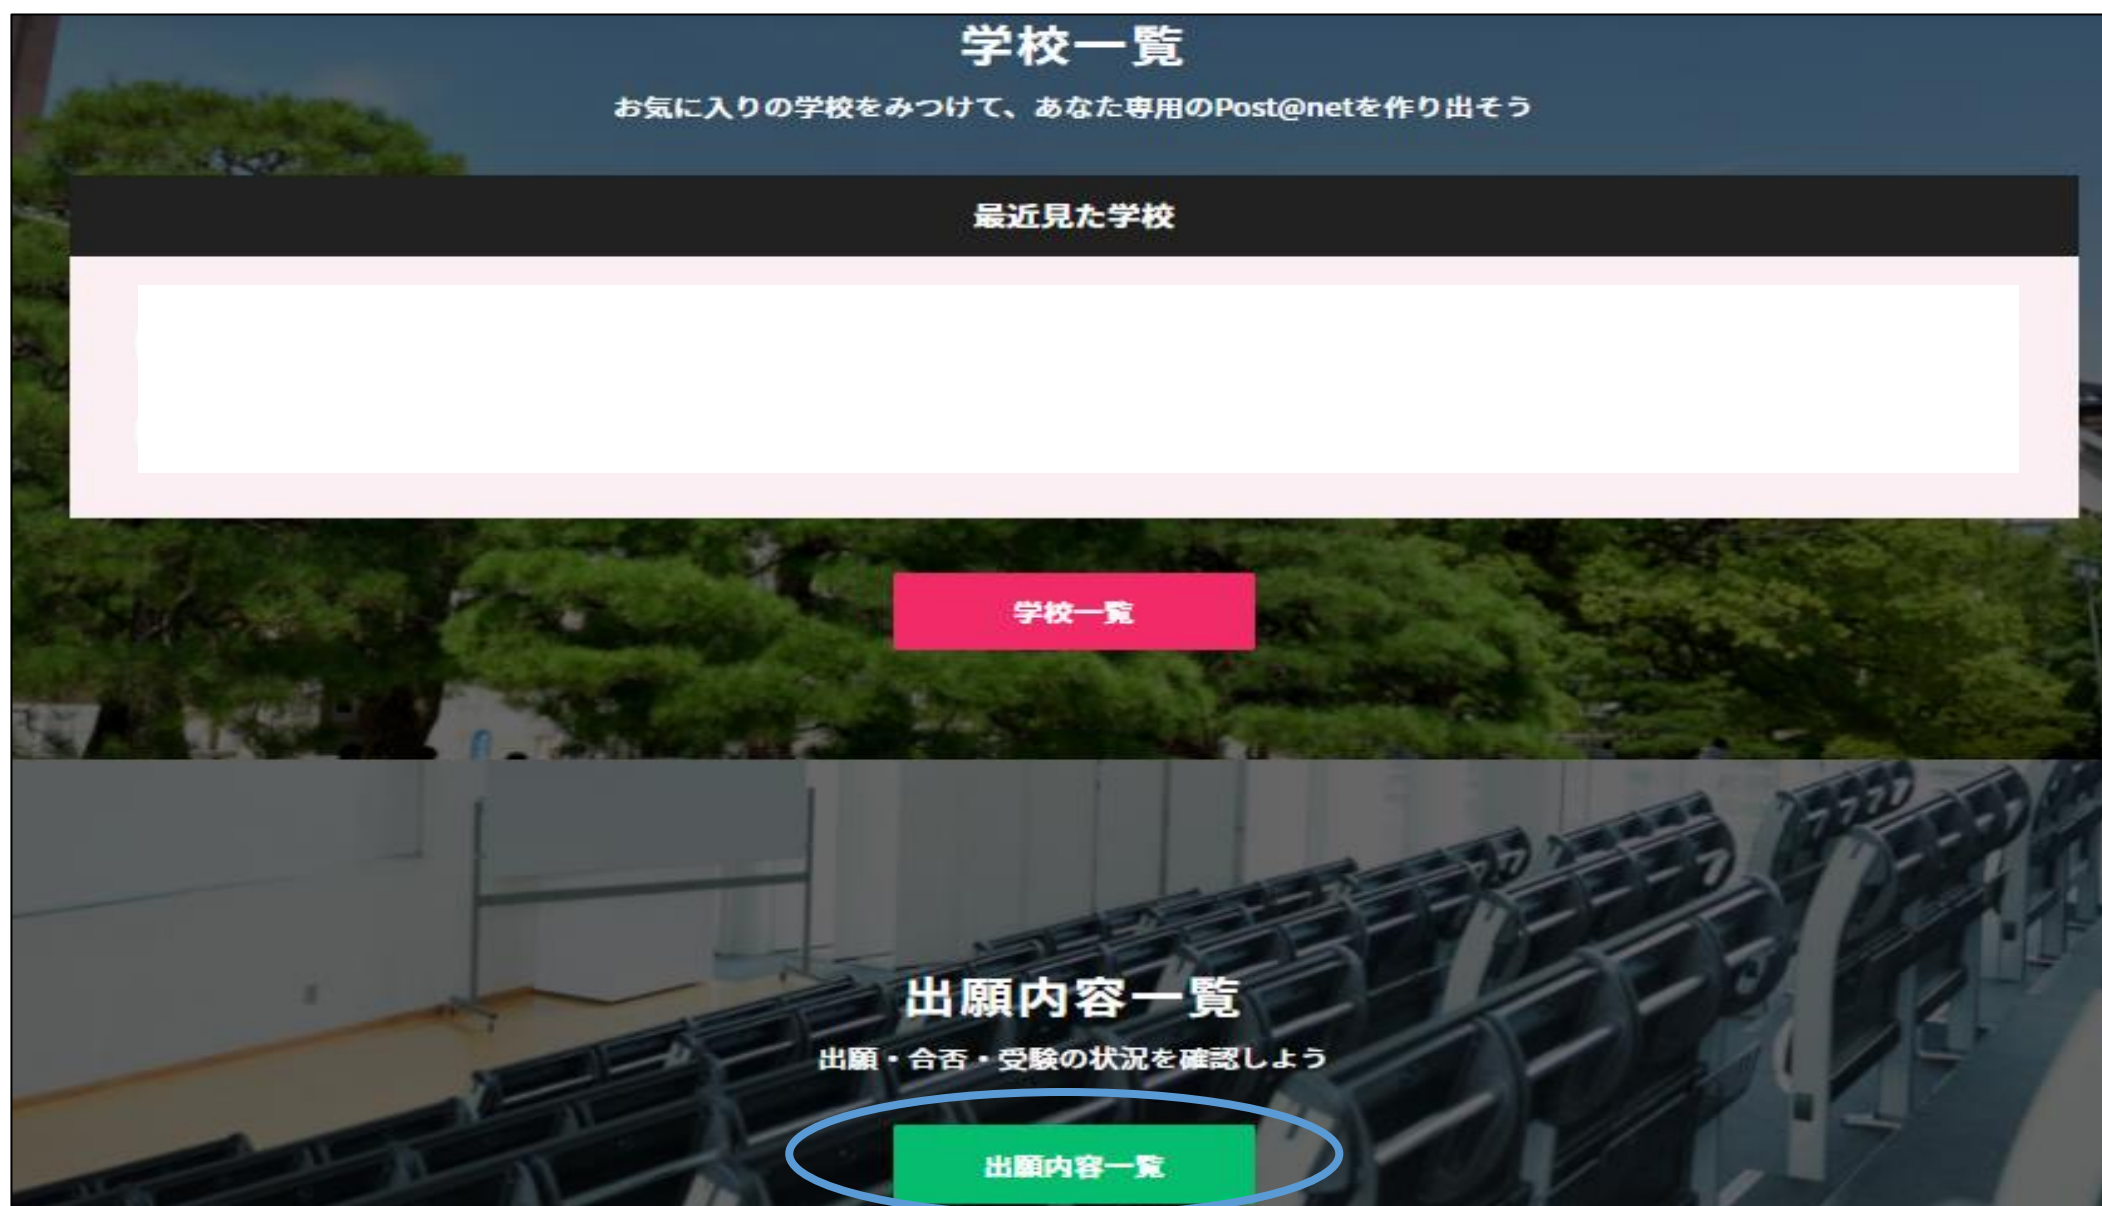 学校一覧
お気に入りの学校をみつけて、あなた専用のPost@netを作り出そう
最近見た学校
学校一覧
出願内容一覧
出願・合否・受験の状況を確認しよう
出願内容一覧